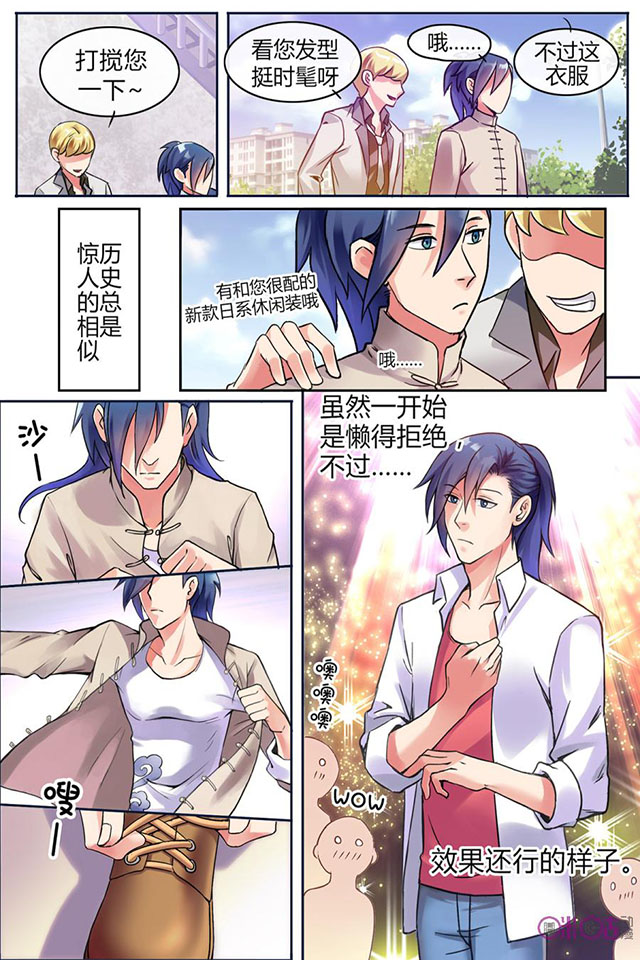 打搅您
一下~
看您发型
挺时髦呀
哦……
不过这
衣服
历史总是
惊人的相似
有和您很配的
新款日系休闲装哦
哦……
沙—
虽然一开始
是懒得拒绝，
不过……
噢
噢
噢
WOW
嗖—
效果还行的样子。